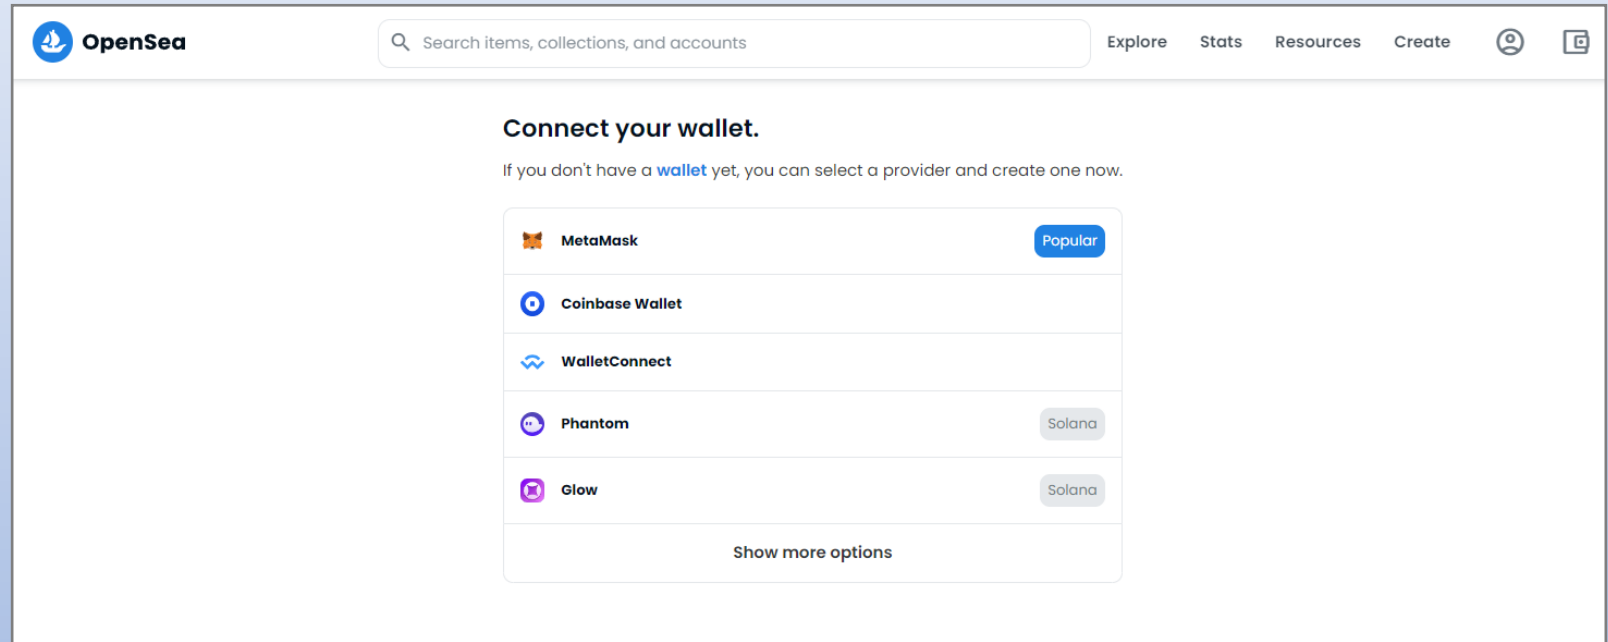 OpenSea
Search items, collections, and accounts
Explore
Stats
Resources
Create
Connect your wallet.
If you don't have a wallet yet, you can select a provider and create one now.
MetaMask
Popular
Coinbase Wallet
WalletConnect
Phantom
Solana
Glow
Solana
Show more options